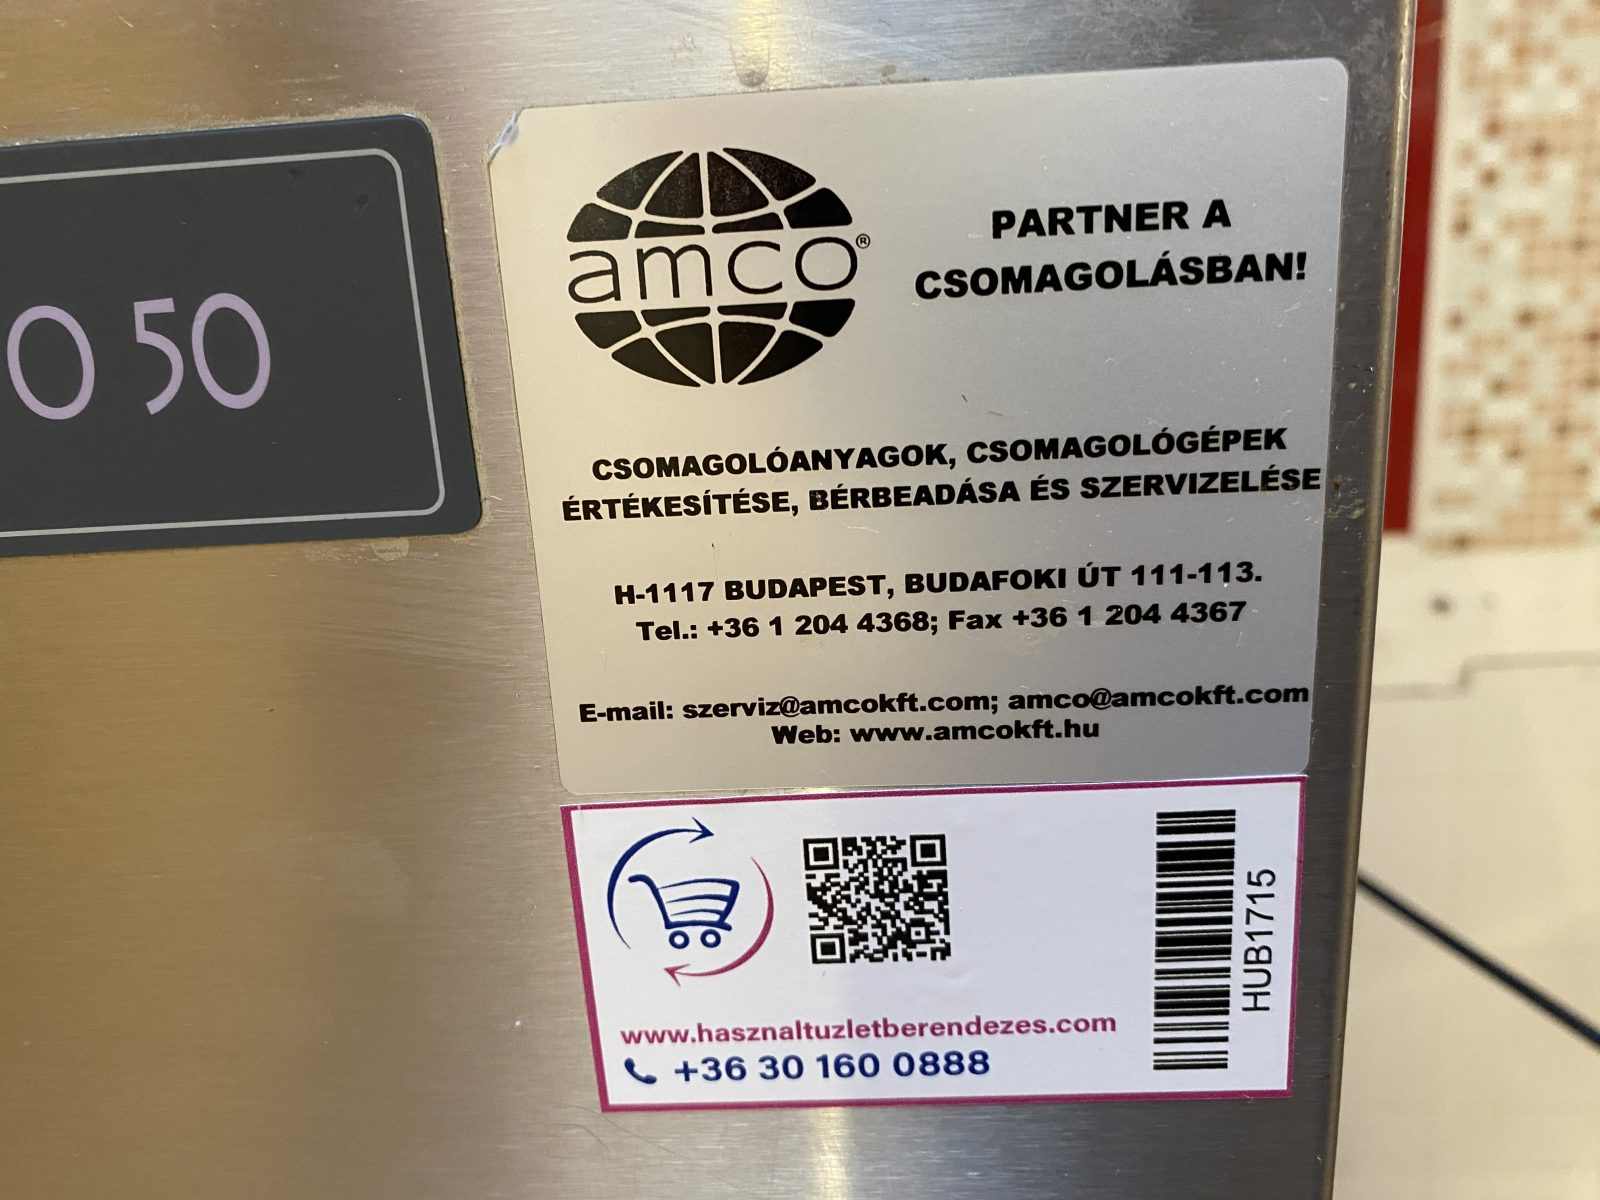 O 50
amco®
PARTNER A
CSOMAGOLÁSBAN!
CSOMAGOLÓANYAGOK, CSOMAGOLÓGÉPEK
ÉRTÉKESÍTÉSE, BÉRBEADÁSA ÉS SZERVIZELÉSE
H-1117 BUDAPEST, BUDAFOKI ÚT 111-113.
Tel.: +36 1 204 4368; Fax +36 1 204 4367
E-mail: szerviz@amcokft.com; amco@amcokft.com
Web: www.amcokft.hu
HUB1715
www.hasznaltuzletberendezes.com
+36 30 160 0888